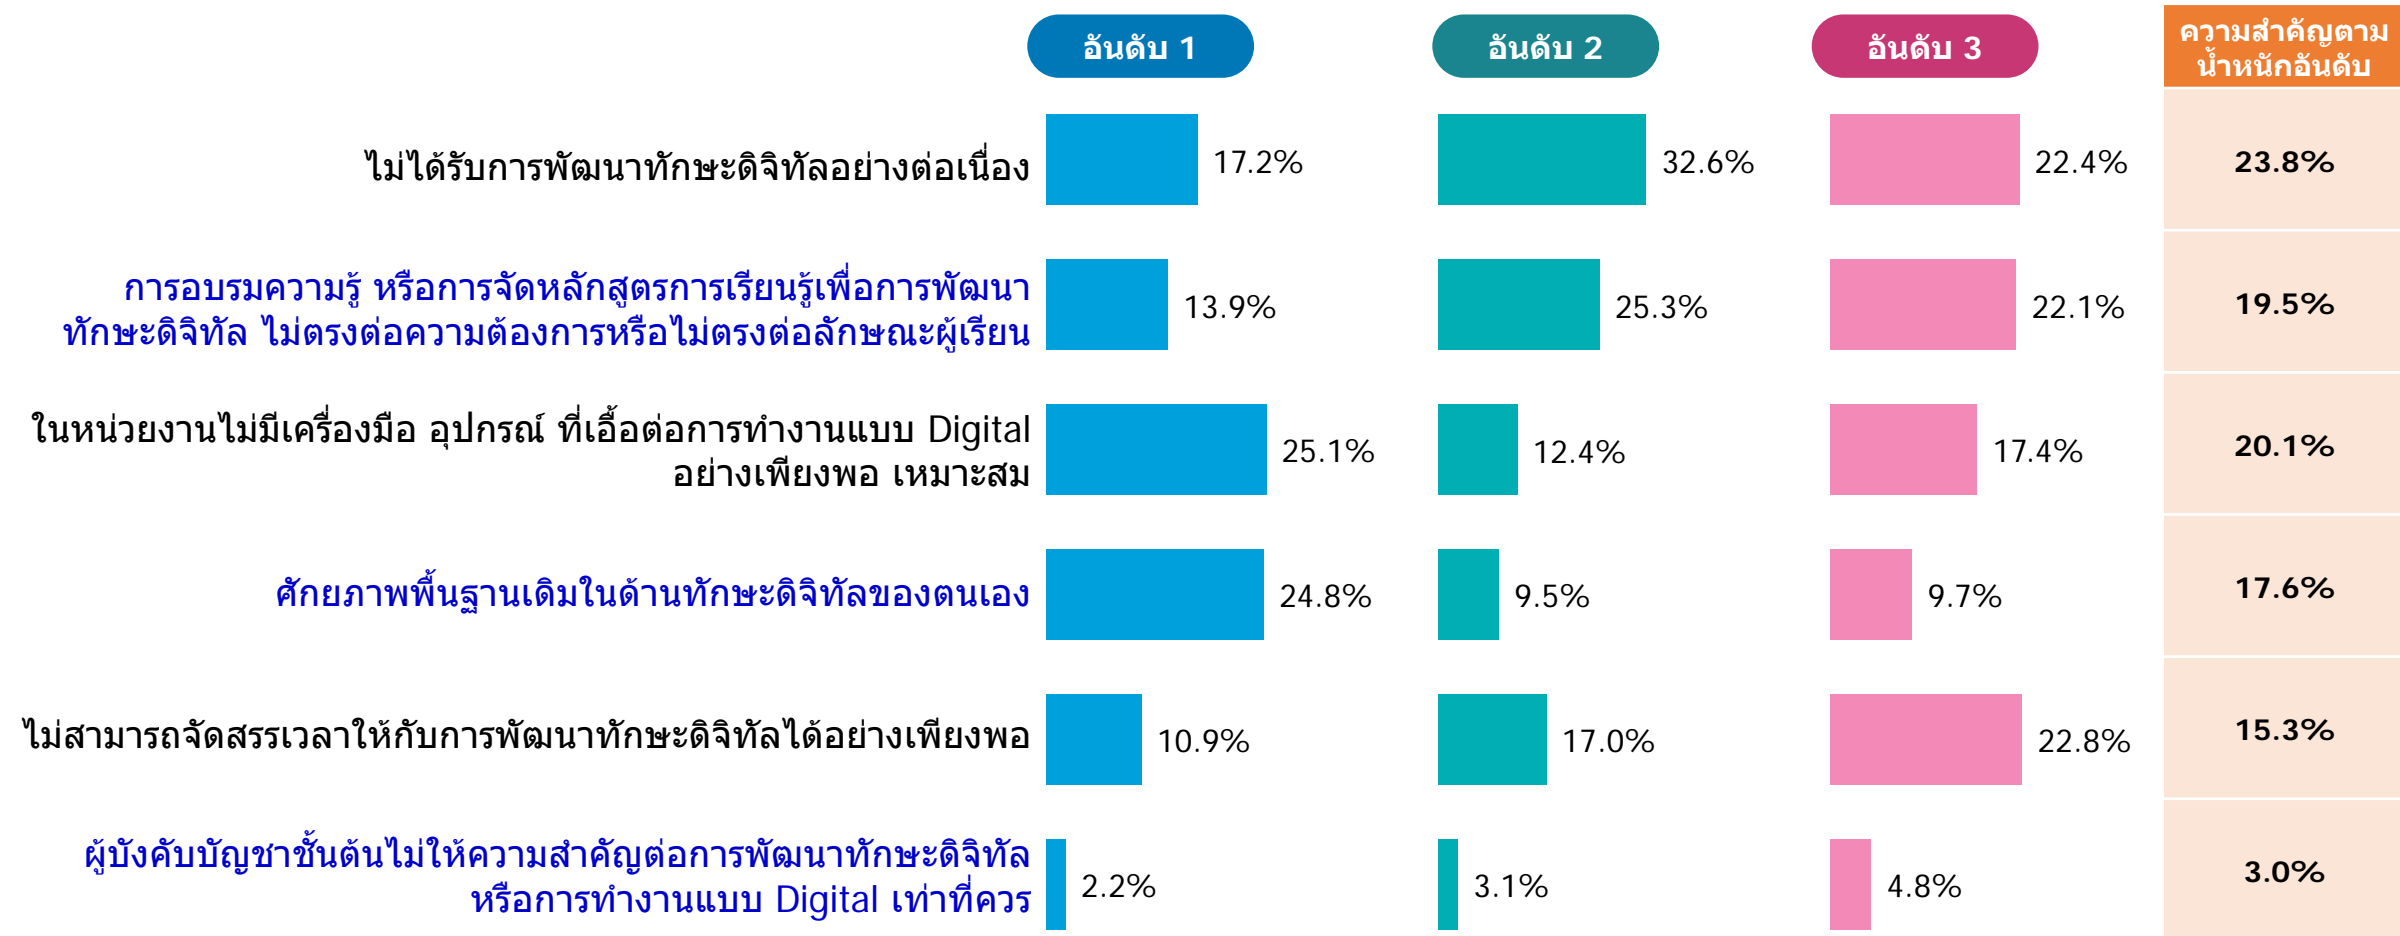 อันดับ 1
อันดับ 2
อันดับ 3
ความสำคัญตาม
น้ำหนักอันดับ
ไม่ได้รับการพัฒนาทักษะดิจิทัลอย่างต่อเนื่อง
17.2%
32.6%
22.4%
23.8%
การอบรมความรู้ หรือการจัดหลักสูตรการเรียนรู้เพื่อการพัฒนา
ทักษะดิจิทัล ไม่ตรงต่อความต้องการหรือไม่ตรงต่อลักษณะผู้เรียน
13.9%
25.3%
22.1%
19.5%
ในหน่วยงานไม่มีเครื่องมือ อุปกรณ์ ที่เอื้อต่อการทำงานแบบ Digital
อย่างเพียงพอ เหมาะสม
25.1%
12.4%
17.4%
20.1%
ศักยภาพพื้นฐานเดิมในด้านทักษะดิจิทัลของตนเอง
24.8%
9.5%
9.7%
17.6%
ไม่สามารถจัดสรรเวลาให้กับการพัฒนาทักษะดิจิทัลได้อย่างเพียงพอ
10.9%
17.0%
22.8%
15.3%
ผู้บังคับบัญชาชั้นต้นไม่ให้ความสำคัญต่อการพัฒนาทักษะดิจิทัล
หรือการทำงานแบบ Digital เท่าที่ควร
2.2%
3.1%
4.8%
3.0%